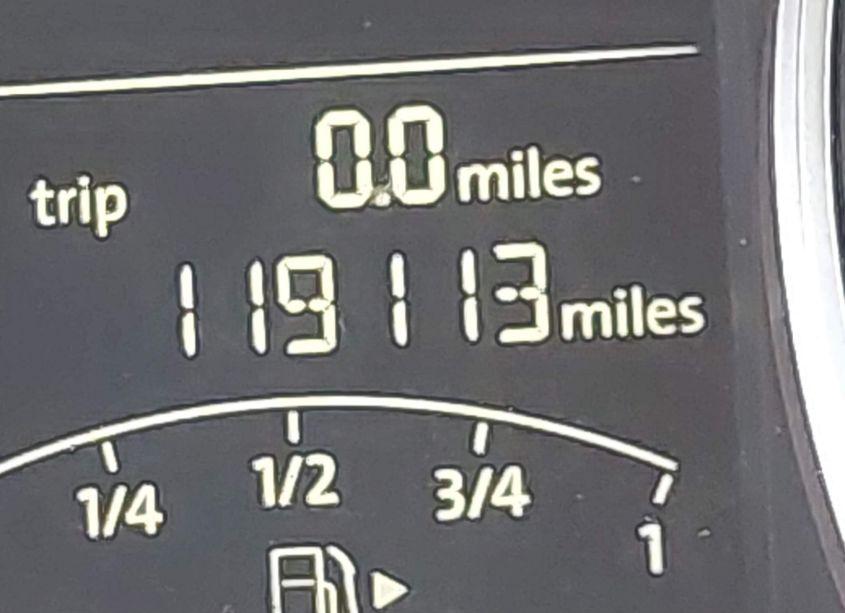 trip 0.0 miles
119113 miles
1/4 1/2 3/4 1